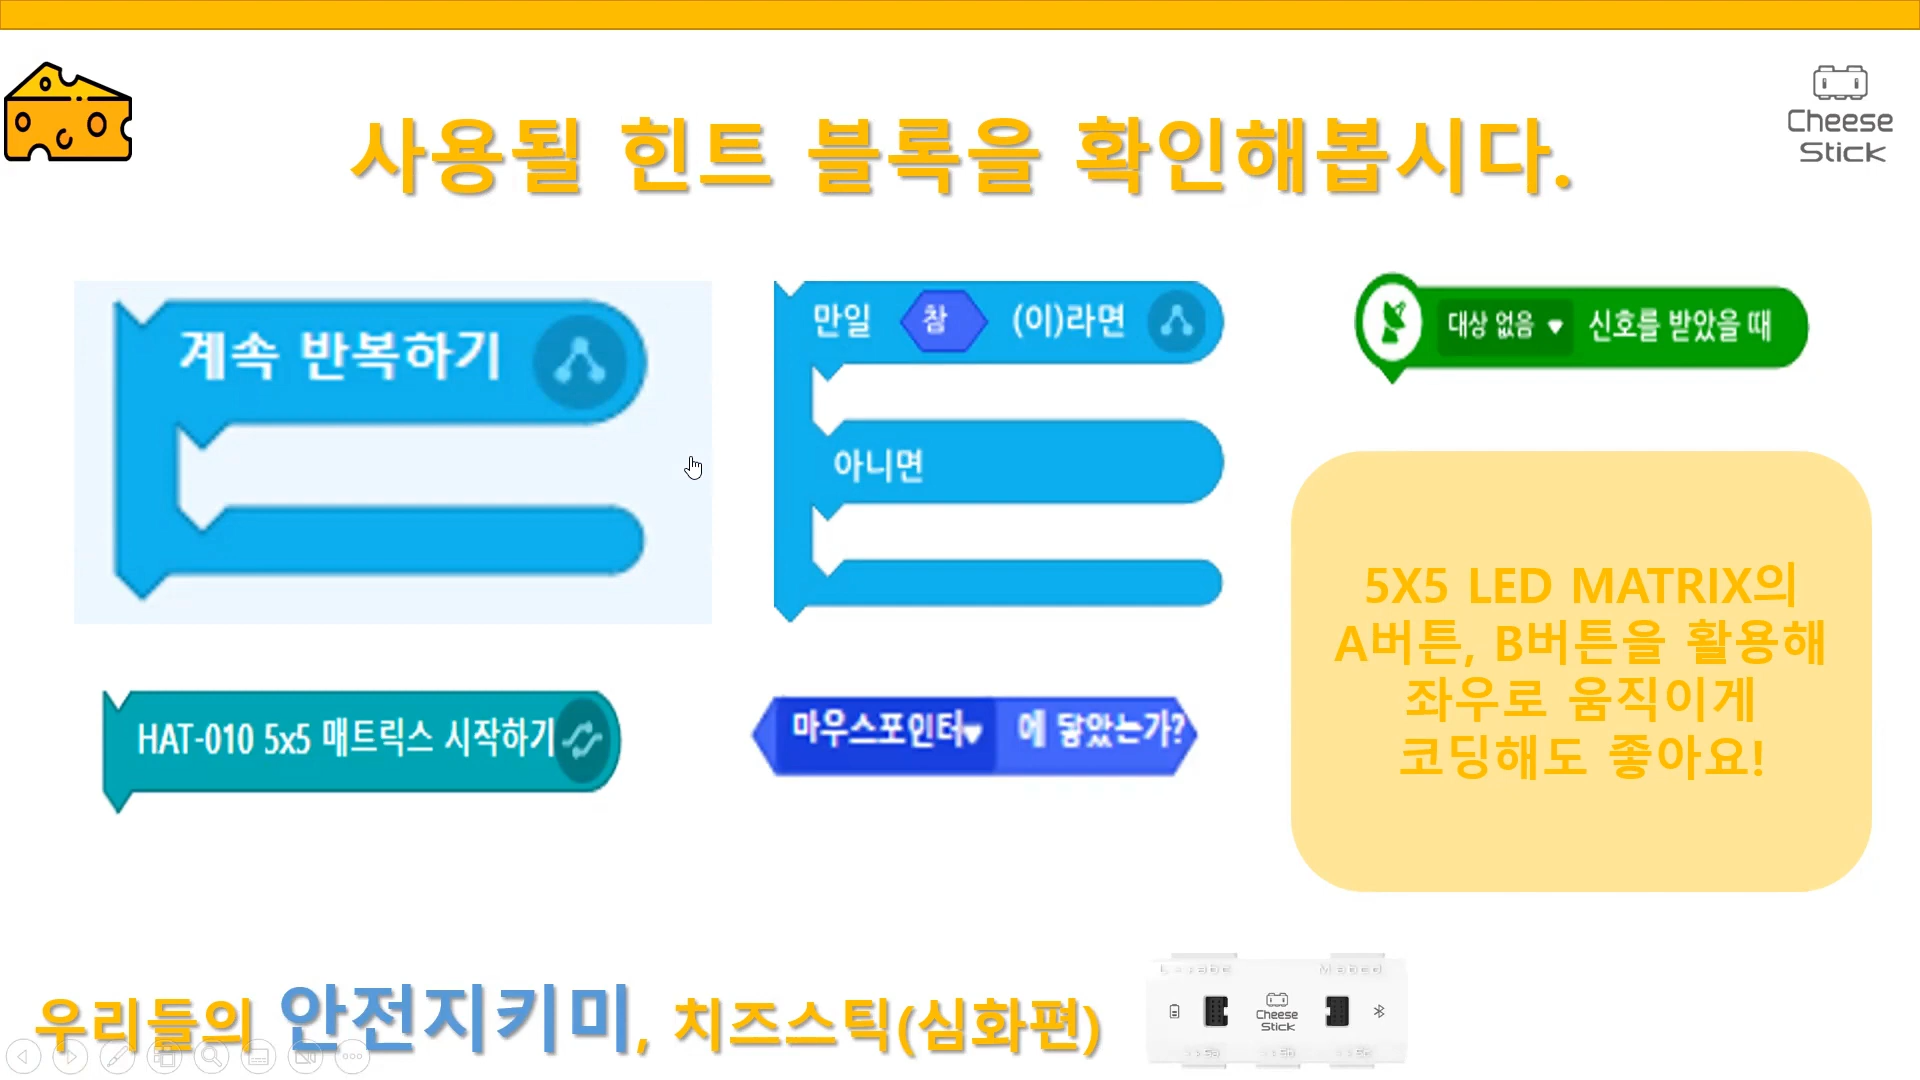 사용될 힌트 블록을 확인해봅시다.
Cheese
Stick
계속 반복하기
만일 참 (이)라면
아니면
대상 없음 ▼ 신호를 받았을 때
HAT-010 5x5 매트릭스 시작하기
마우스포인터▼ 에 닿았는가?
5X5 LED MATRIX의
A버튼, B버튼을 활용해
좌우로 움직이게
코딩해도 좋아요!
우리들의 안전지키미, 치즈스틱(심화편)
Cheese
Stick